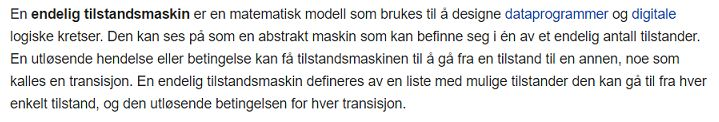 En endelig tilstandsmaskin er en matematisk modell som brukes til å designe dataprogrammer og digitale
logiske kretser. Den kan ses på som en abstrakt maskin som kan befinne seg i én av et endelig antall tilstander.
En utløsende hendelse eller betingelse kan få tilstandsmaskinen til å gå fra en tilstand til en annen, noe som
kalles en transisjon. En endelig tilstandsmaskin defineres av en liste med mulige tilstander den kan gå til fra hver
enkelt tilstand, og den utløsende betingelsen for hver transisjon.